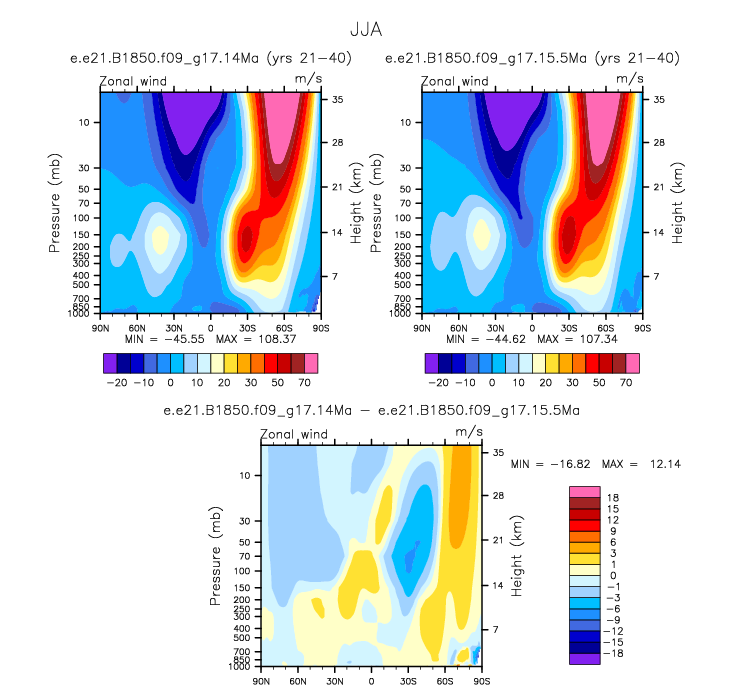 JJA
e.e21.B1850.f09_g17.14Ma (yrs 21-40) e.e21.B1850.f09_g17.15.5Ma (yrs 21-40)
Zonal wind m/s Zonal wind m/s
Pressure (mb) Height (km) Pressure (mb) Height (km)
10 30 50 70 100 150 200 250 300 400 500 700 850 1000
35 28 21 14 7
10 30 50 70 100 150 200 250 300 400 500 700 850 1000
35 28 21 14 7
90N 60N 30N 0 30S 60S 90S 90N 60N 30N 0 30S 60S 90S
MIN = -45.55 MAX = 108.37 MIN = -44.62 MAX = 107.34
-20 -10 0 10 20 30 50 70 -20 -10 0 10 20 30 50 70
e.e21.B1850.f09_g17.14Ma - e.e21.B1850.f09_g17.15.5Ma
Zonal wind m/s
MIN = -16.82 MAX = 12.14
Pressure (mb) Height (km)
10 30 50 70 100 150 200 250 300 400 500 700 850 1000
35 28 21 14 7
90N 60N 30N 0 30S 60S 90S
18
15
12
9
6
3
1
0
-1
-3
-6
-9
-12
-15
-18